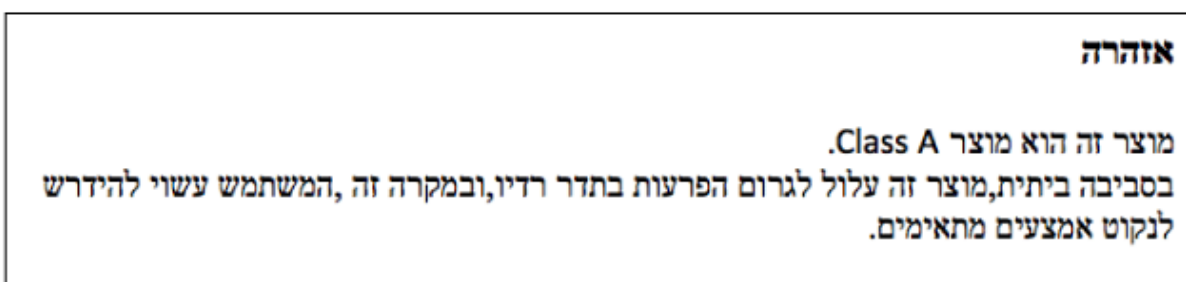 אזהרה
מוצר זה הוא מוצר Class A.
בסביבה ביתית,מוצר זה עלול לגרום הפרעות בתדר רדיו,ובמקרה זה ,המשתמש עשוי להידרש
לנקוט אמצעים מתאימים.